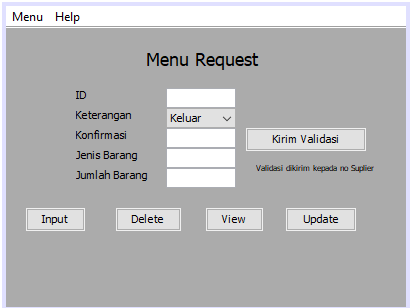 Menu Help
Menu Request
ID
Keterangan Keluar
Konfirmasi Kirim Validasi
Jenis Barang Validasi dikirim kepada no Suplier
Jumlah Barang
Input Delete View Update